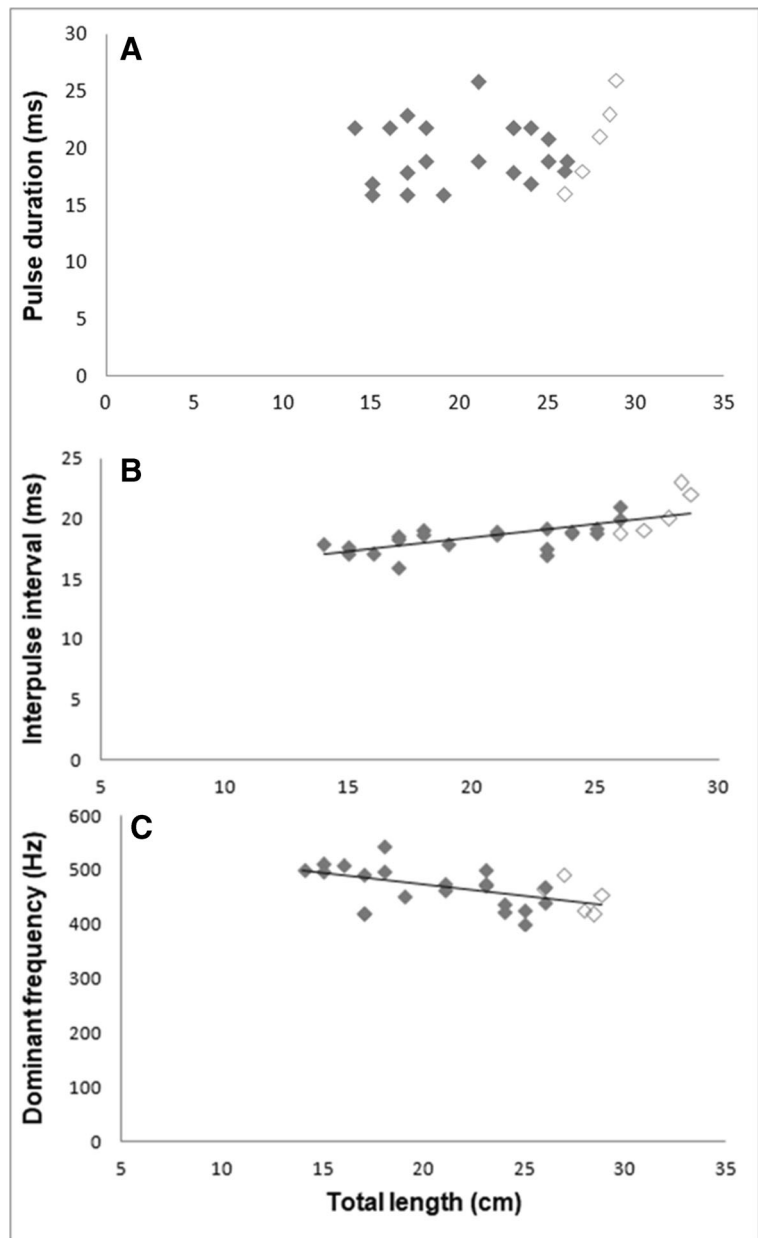 A
Pulse duration (ms)
30
25
20
15
10
5
0
0 5 10 15 20 25 30 35
B
Interpulse interval (ms)
25
20
15
10
5
0
5 10 15 20 25 30
C
Dominant frequency (Hz)
600
500
400
300
200
100
0
5 10 15 20 25 30 35
Total length (cm)